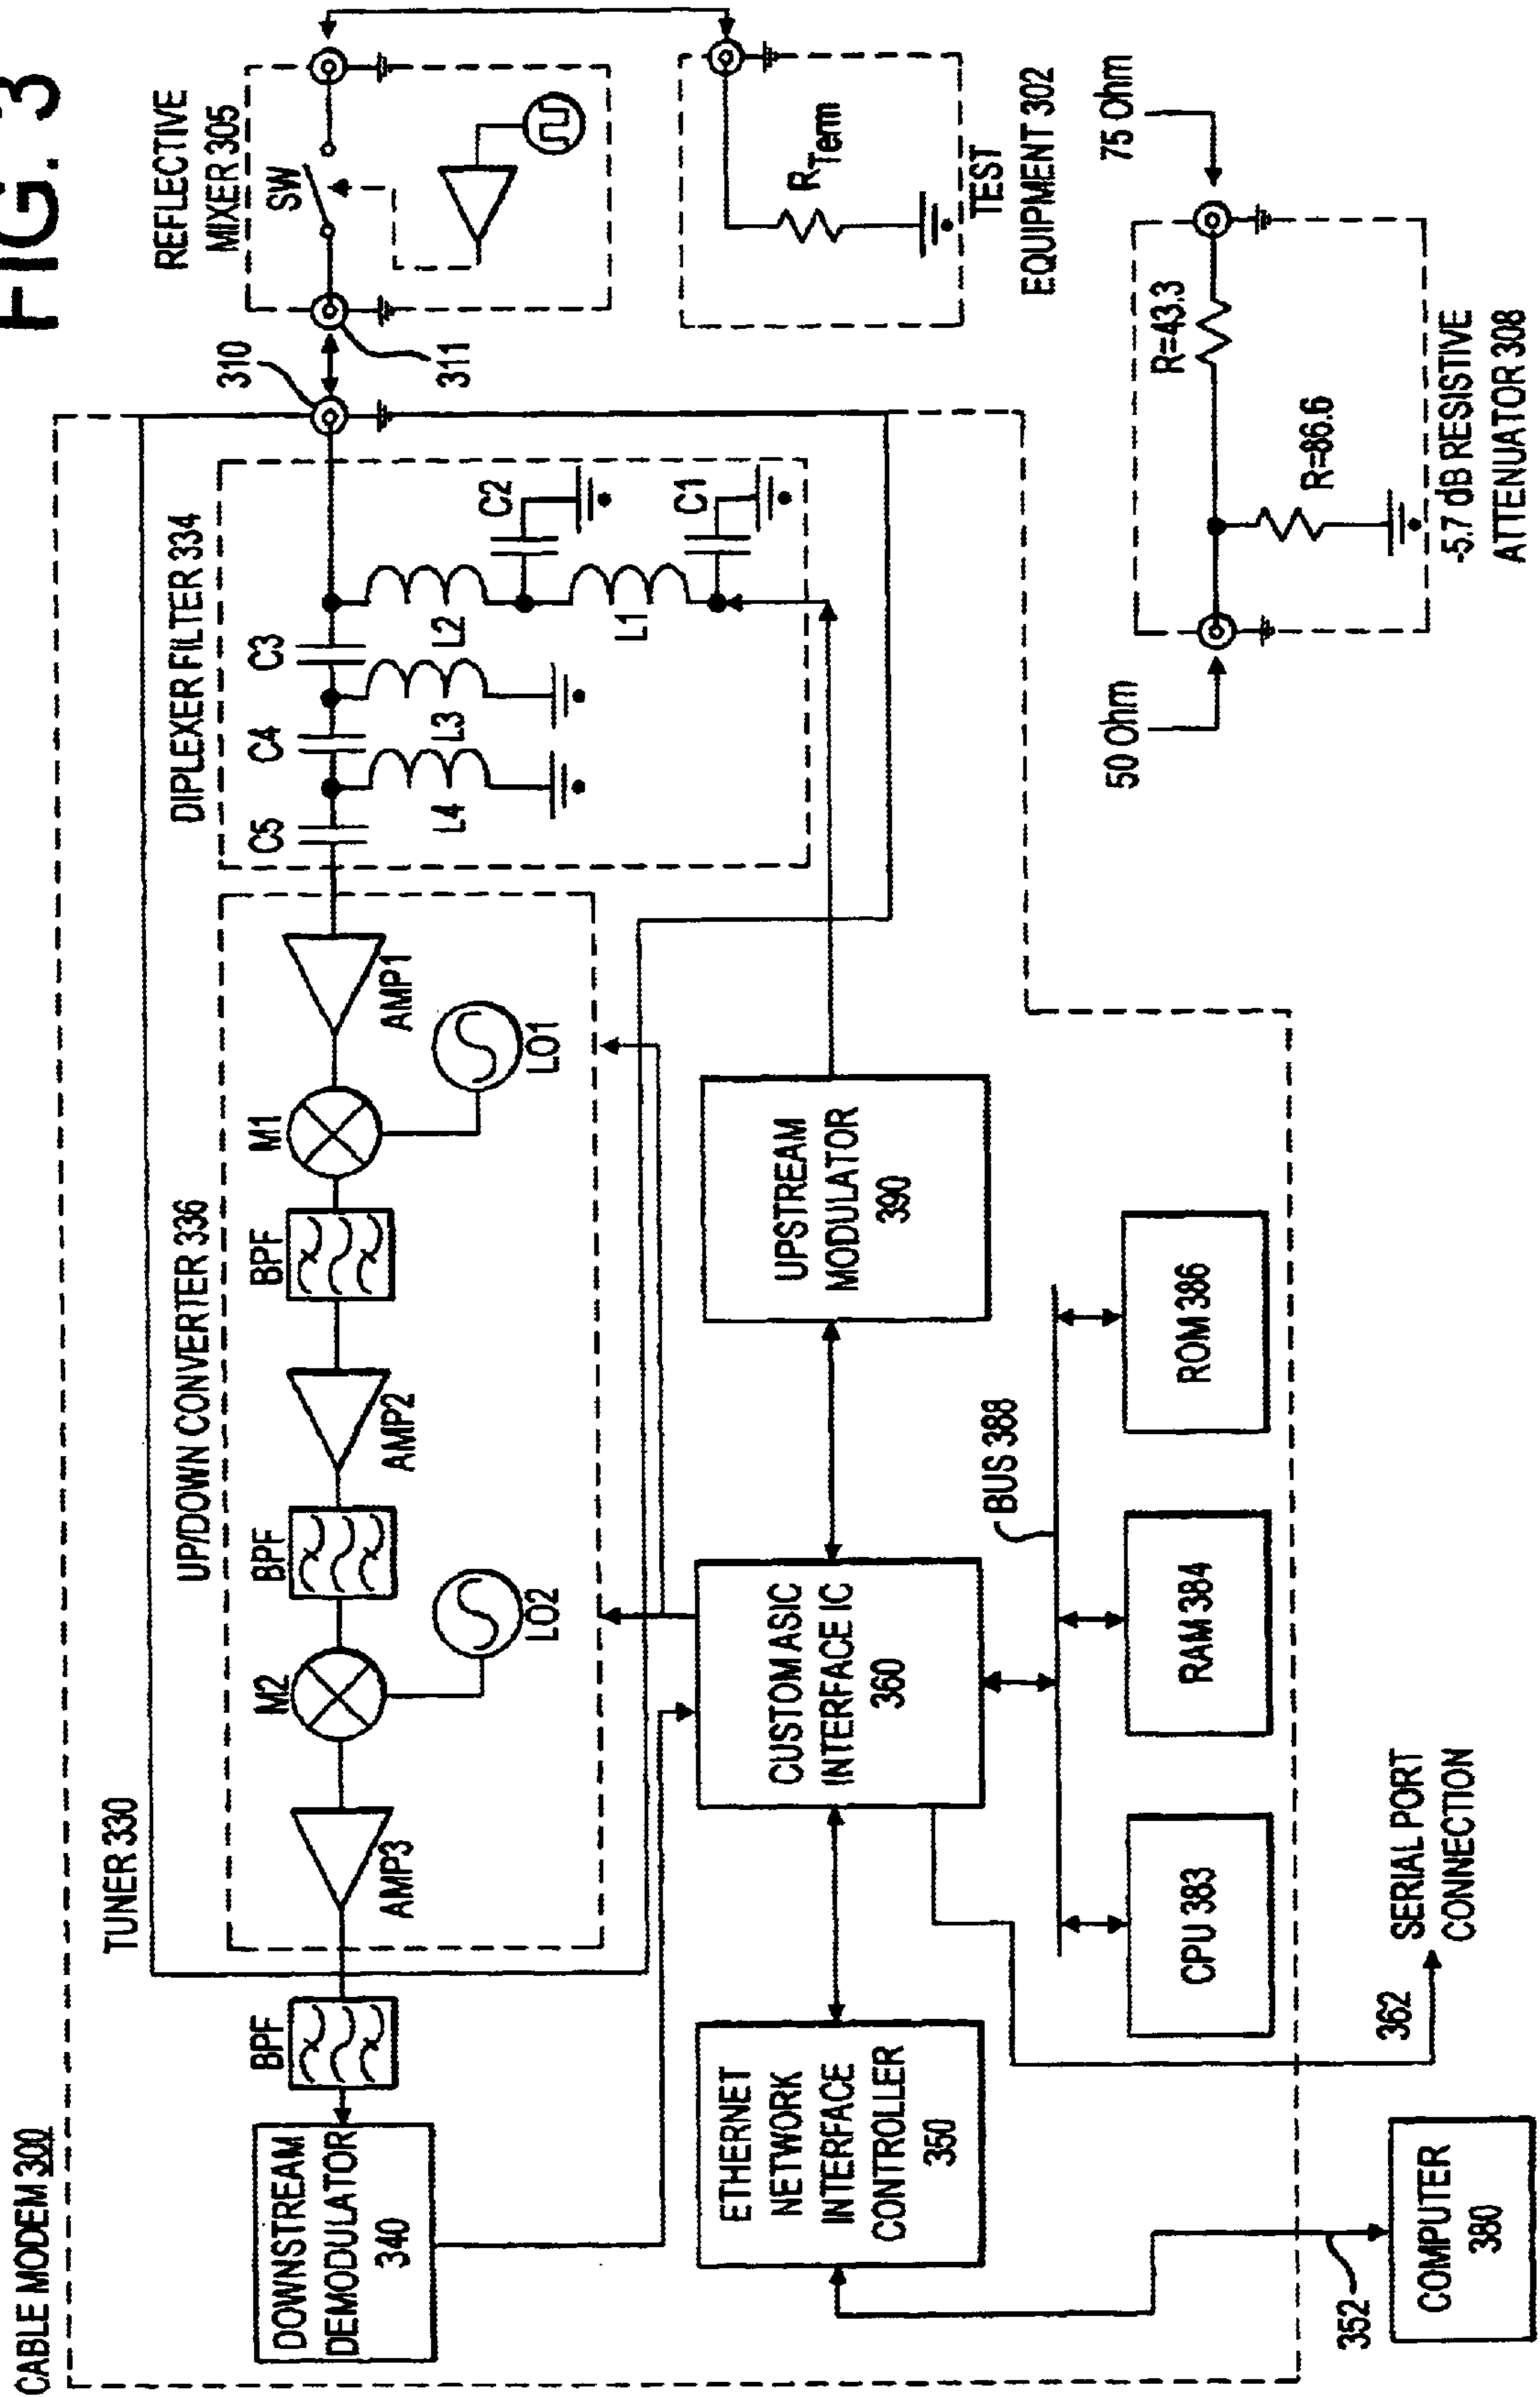 FIG. 3
CABLE MODEM 300
TUNER 330
UP/DOWN CONVERTER 336
DIPLEXER FILTER 334
REFLECTIVE
MIXER 305
SW
310
311
DOWNSTREAM
DEMODULATOR
340
BPF
AMP3
M2
LO2
BPF
AMP2
BPF
M1
LO1
AMP1
C5
C4
C3
L4
L3
L2
L1
C2
C1
RTerm
TEST
EQUIPMENT 302
ETHERNET
NETWORK
INTERFACE
CONTROLLER
350
CUSTOM ASIC
INTERFACE IC
360
UPSTREAM
MODULATOR
390
BUS 388
CPU 383
RAM 384
ROM 386
352
COMPUTER
380
362
SERIAL PORT
CONNECTION
50 Ohm
75 Ohm
R=43.3
R=86.6
-5.7 dB RESISTIVE
ATTENUATOR 308